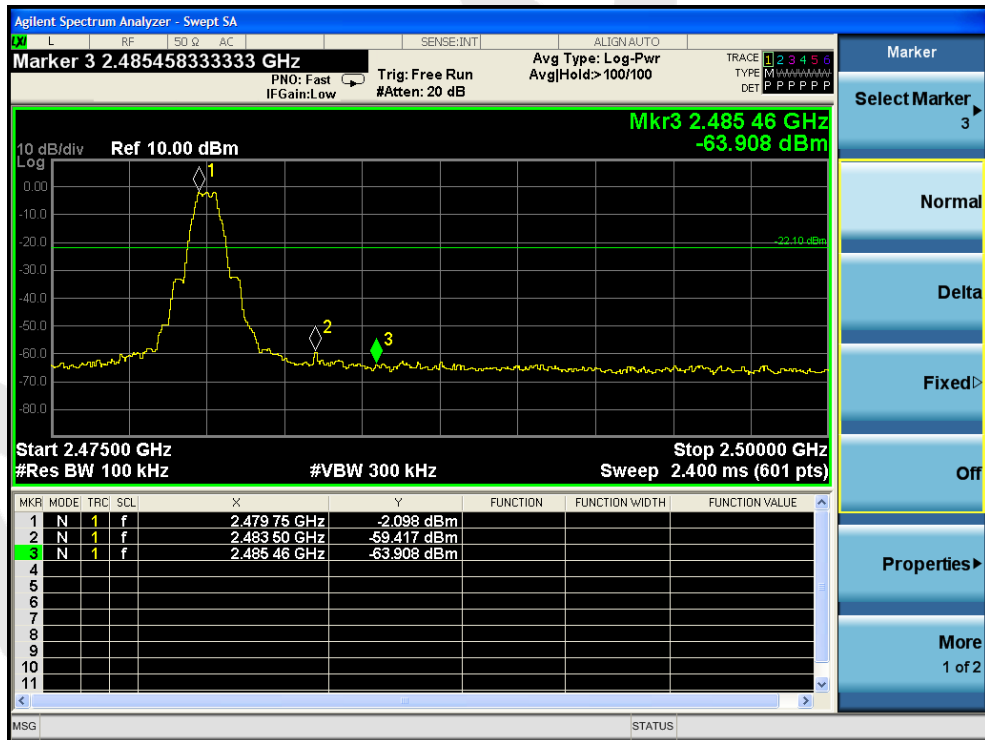 Agilent Spectrum Analyzer - Swept SA
LXI L RF 50 Ω AC SENSE:INT ALIGN AUTO
Marker 3 2.485458333333 GHz
PNO: Fast
IFGain:Low
Trig: Free Run
#Atten: 20 dB
Avg Type: Log-Pwr
Avg|Hold:>100/100
TRACE 1 2 3 4 5 6
TYPE M WWWWW
DET P P P P P P
Mkr3 2.485 46 GHz
-63.908 dBm
10 dB/div Ref 10.00 dBm
Log
1
0.00
-10.0
-20.0
-22.10 dBm
-30.0
-40.0
-50.0
2
3
-60.0
-70.0
-80.0
Start 2.47500 GHz Stop 2.50000 GHz
#Res BW 100 kHz #VBW 300 kHz Sweep 2.400 ms (601 pts)
MKR MODE TRC SCL X Y FUNCTION FUNCTION WIDTH FUNCTION VALUE
1 N 1 f 2.479 75 GHz -2.098 dBm
2 N 1 f 2.483 50 GHz -59.417 dBm
3 N 1 f 2.485 46 GHz -63.908 dBm
4
5
6
7
8
9
10
11
MSG STATUS
Marker
Select Marker
3
Normal
Delta
Fixed
Off
Properties
More
1 of 2